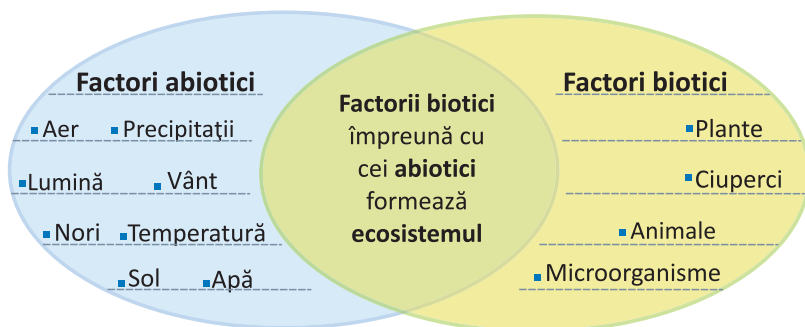 Factori abiotici
▪ Aer ▪ Precipitaţii
▪ Lumină ▪ Vânt
▪ Nori ▪ Temperatură
▪ Sol ▪ Apă
Factorii biotici
împreună cu
cei abiotici
formează
ecosistemul
Factori biotici
▪ Plante
▪ Ciuperci
▪ Animale
▪ Microorganisme